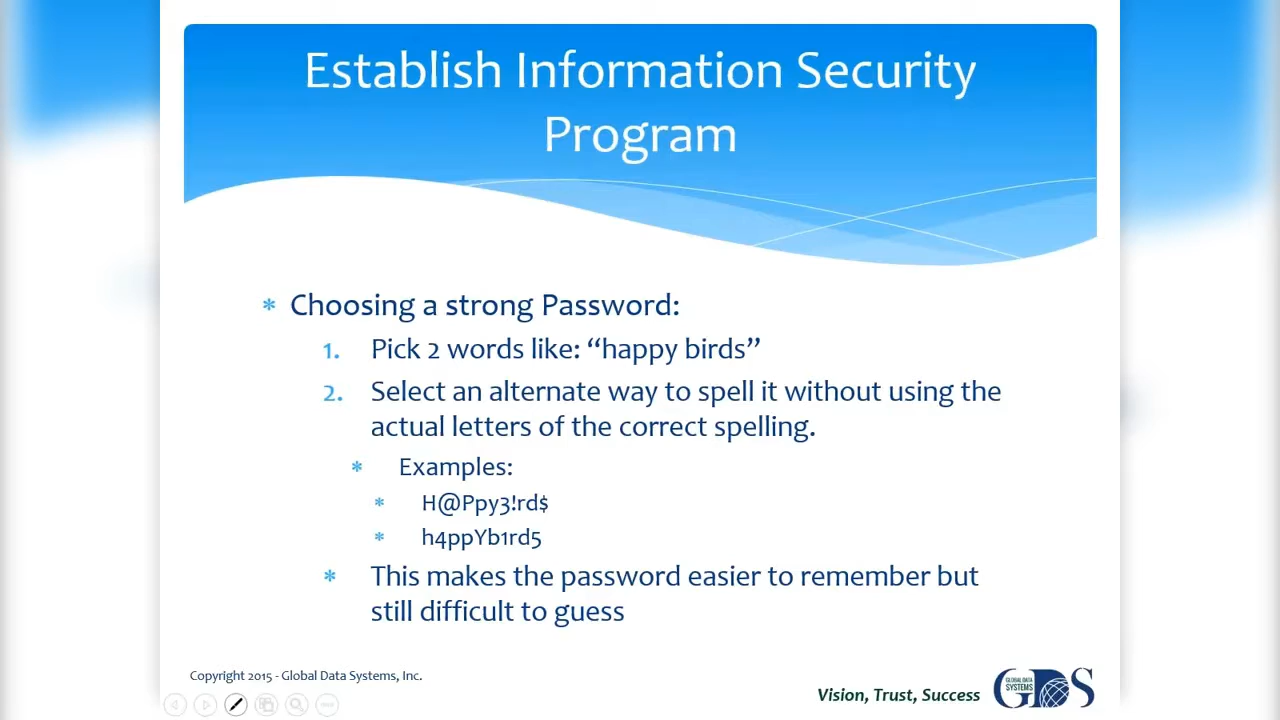 Establish Information Security
Program
* Choosing a strong Password:
1. Pick 2 words like: “happy birds”
2. Select an alternate way to spell it without using the
actual letters of the correct spelling.
* Examples:
* H@Ppy3!rd$
* h4ppYb1rd5
* This makes the password easier to remember but
still difficult to guess
Copyright 2015 - Global Data Systems, Inc.
Vision, Trust, Success
GDS
GLOBAL DATA
SYSTEMS